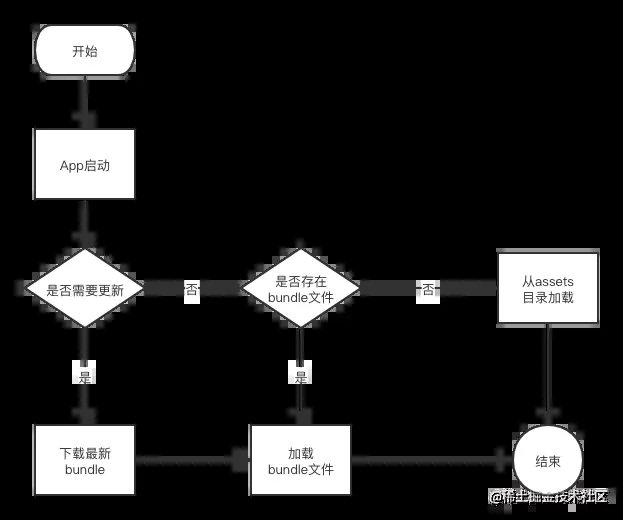 开始
App启动
是否需要更新
否
是否存在
bundle文件
否
从assets
目录加载
是
是
下载最新
bundle
加载
bundle文件
结束
@稀土掘金技术社区